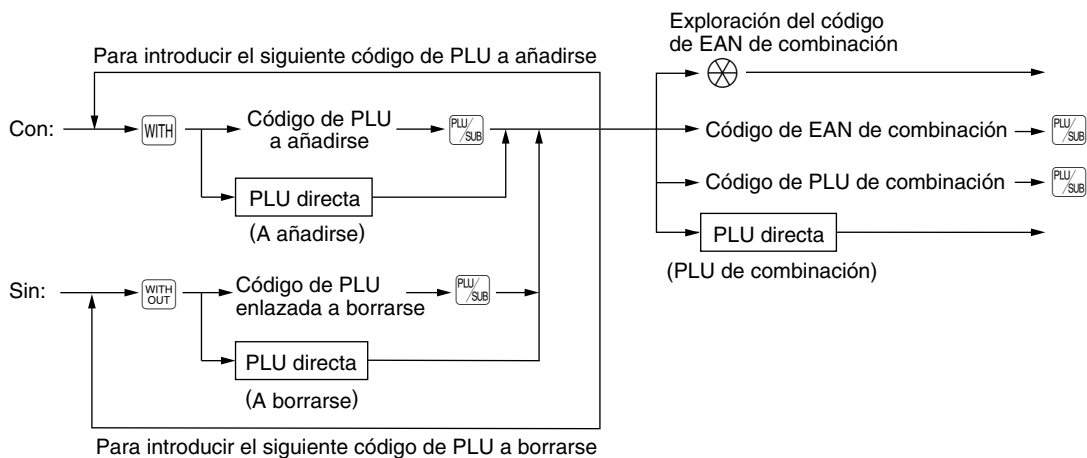 Exploración del código
de EAN de combinación
Para introducir el siguiente código de PLU a añadirse
Con:
WITH
Código de PLU
a añadirse
PLU/SUB
Código de EAN de combinación
PLU/SUB
Código de PLU de combinación
PLU/SUB
PLU directa
(A añadirse)
PLU directa
(PLU de combinación)
Sin:
WITH
OUT
Código de PLU
enlazada a borrarse
PLU/SUB
PLU directa
(A borrarse)
Para introducir el siguiente código de PLU a borrarse